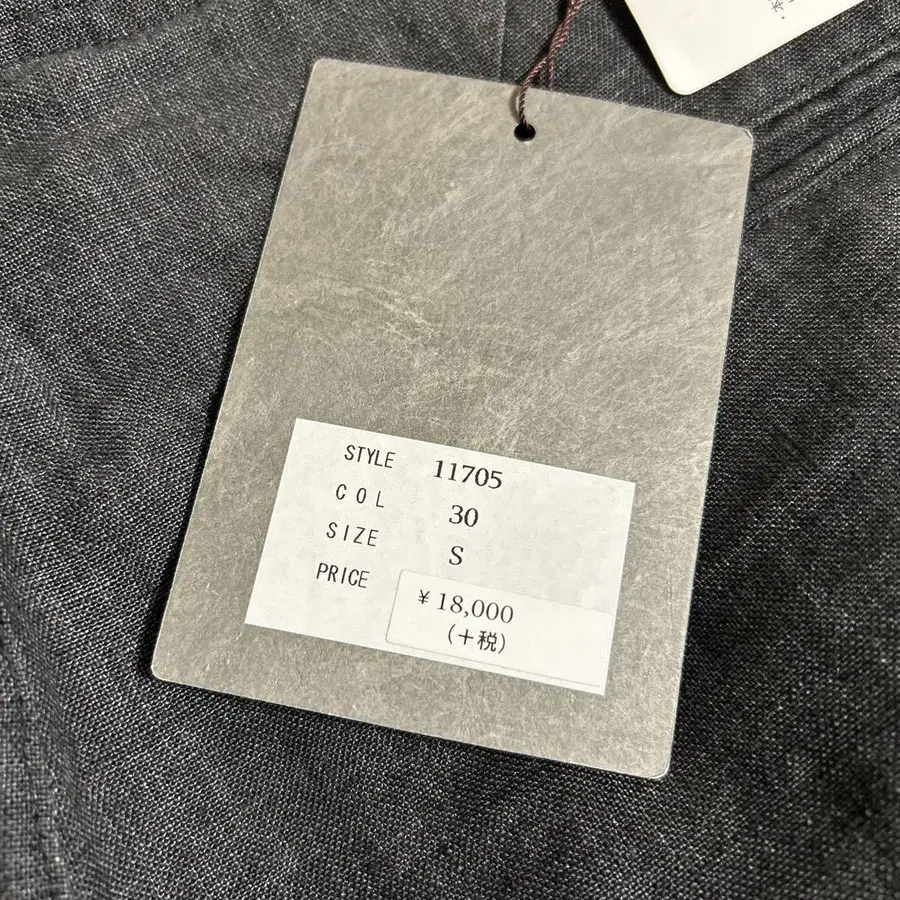 STYLE 11705
COL 30
SIZE S
PRICE ¥18,000
(+税)